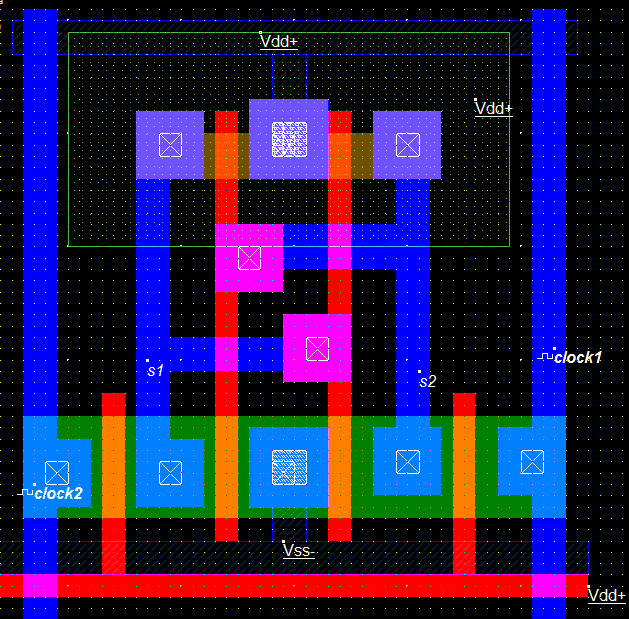 Vdd+
Vdd+
clock1
s1
s2
clock2
Vss-
Vdd+